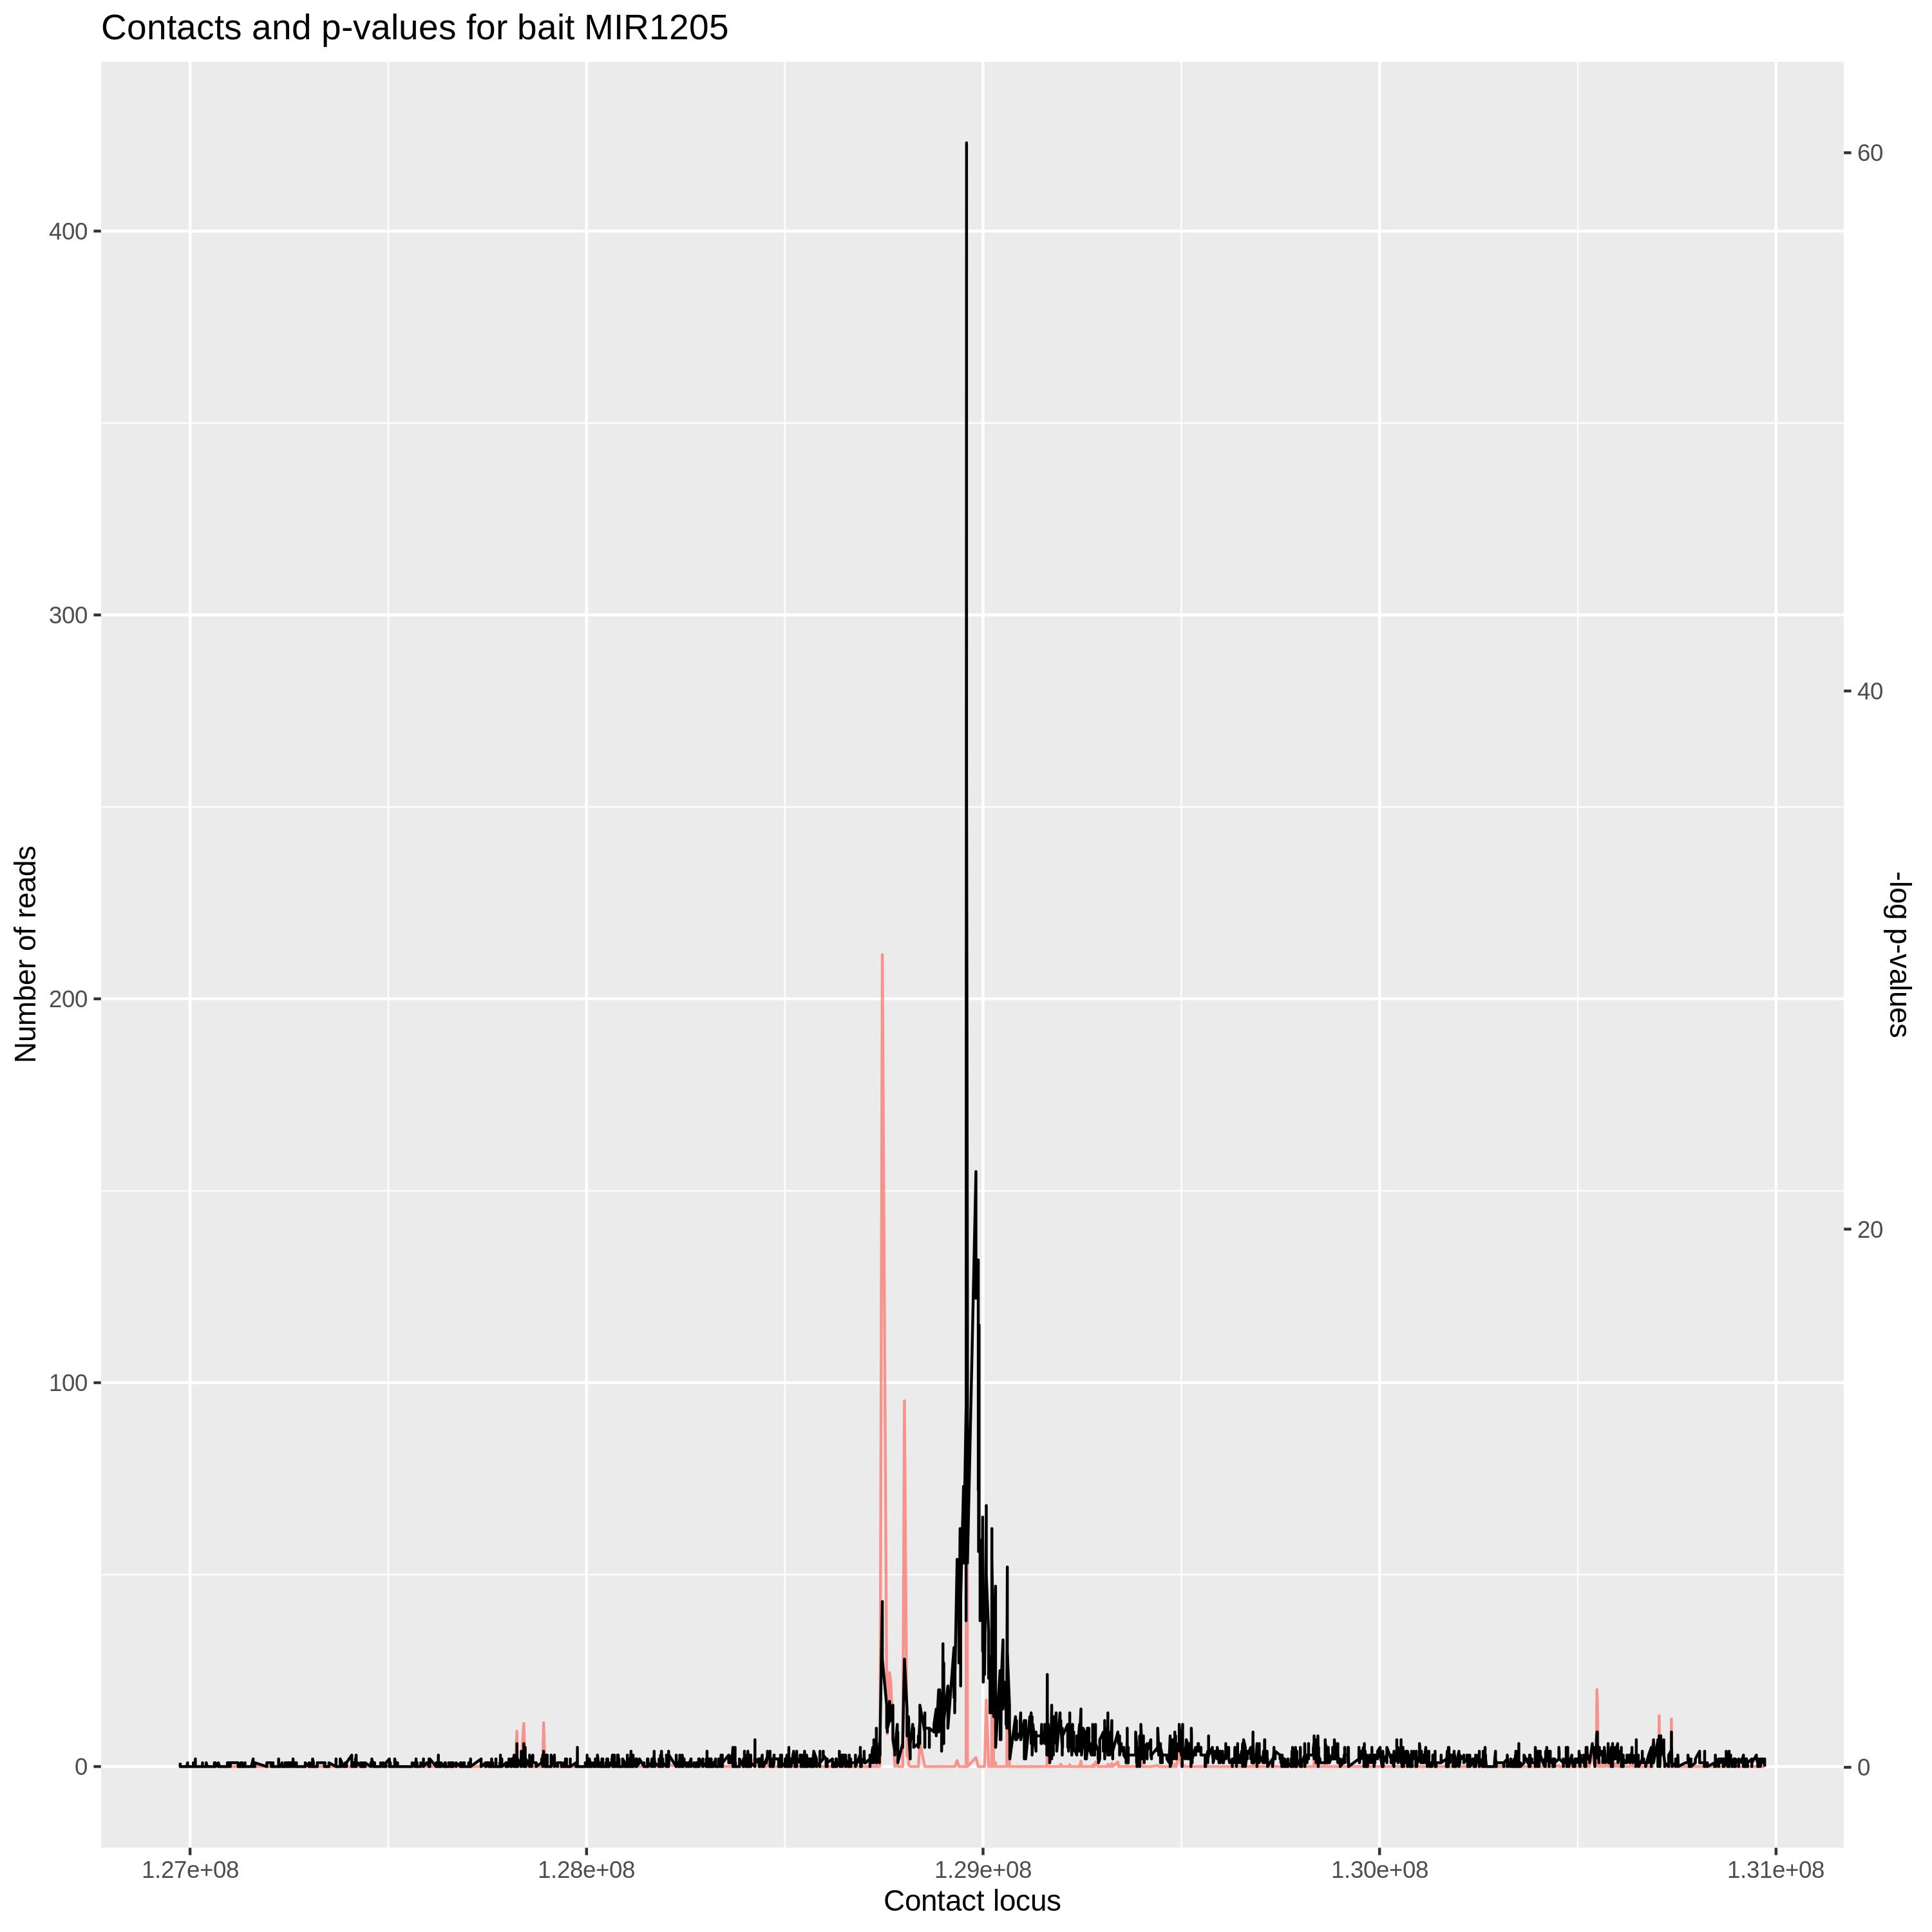 Contacts and p-values for bait MIR1205
Number of reads
400
300
200
100
0
60
40
20
0
-log p-values
1.27e+08
1.28e+08
1.29e+08
1.30e+08
1.31e+08
Contact locus